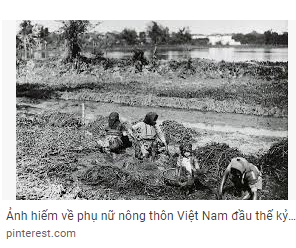 Ảnh hiếm về phụ nữ nông thôn Việt Nam đầu thế kỷ...
pinterest.com